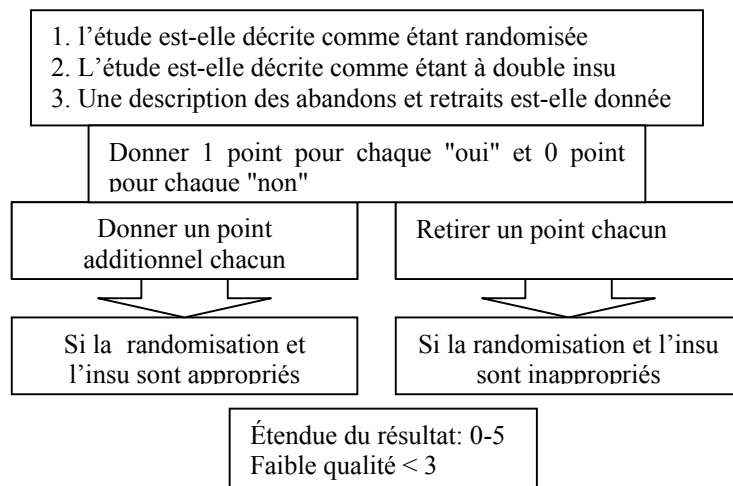 1. l'étude est-elle décrite comme étant randomisée
2. L'étude est-elle décrite comme étant à double insu
3. Une description des abandons et retraits est-elle donnée
Donner 1 point pour chaque "oui" et 0 point
pour chaque "non"
Donner un point
additionnel chacun
Retirer un point chacun
Si la randomisation et
l'insu sont appropriés
Si la randomisation et l'insu
sont inappropriés
Étendue du résultat: 0-5
Faible qualité < 3